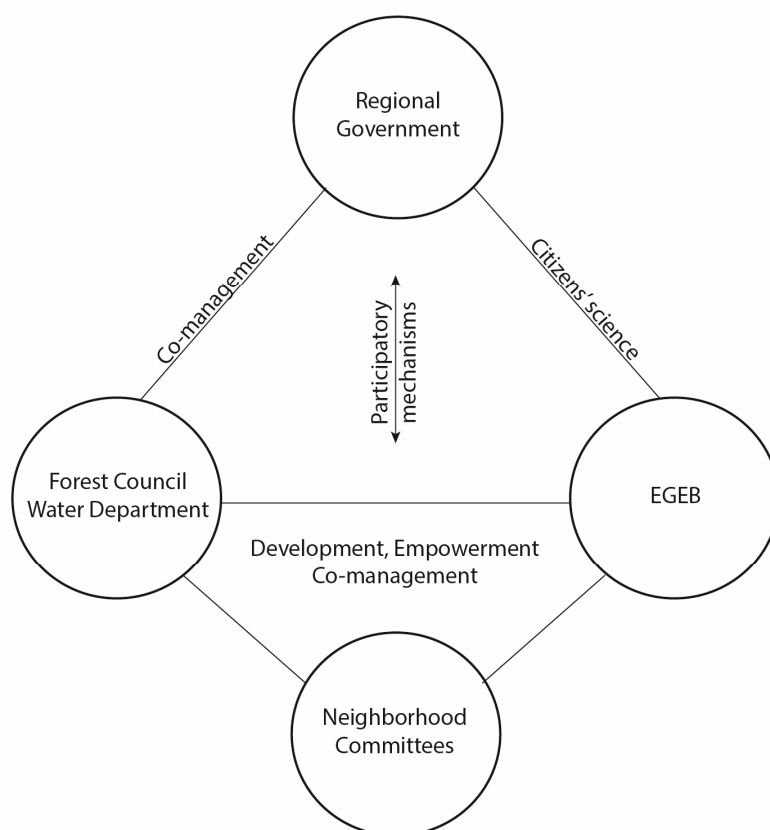 Regional
Government
Co-management
Citizens' science
Participatory
mechanisms
Forest Council
Water Department
EGEB
Development, Empowerment
Co-management
Neighborhood
Committees